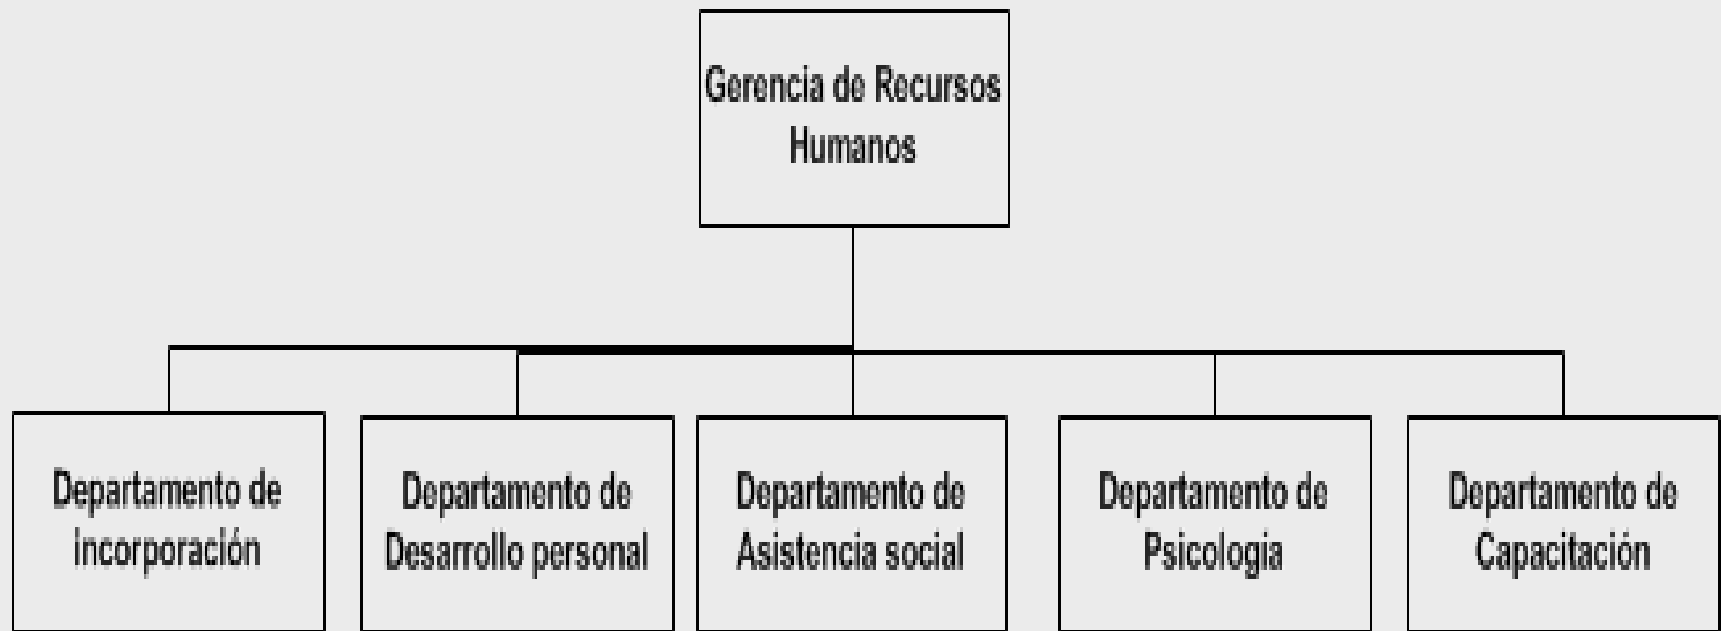 Gerencia de Recursos
Humanos
Departamento de
incorporación
Departamento de
Desarrollo personal
Departamento de
Asistencia social
Departamento de
Psicologia
Departamento de
Capacitación